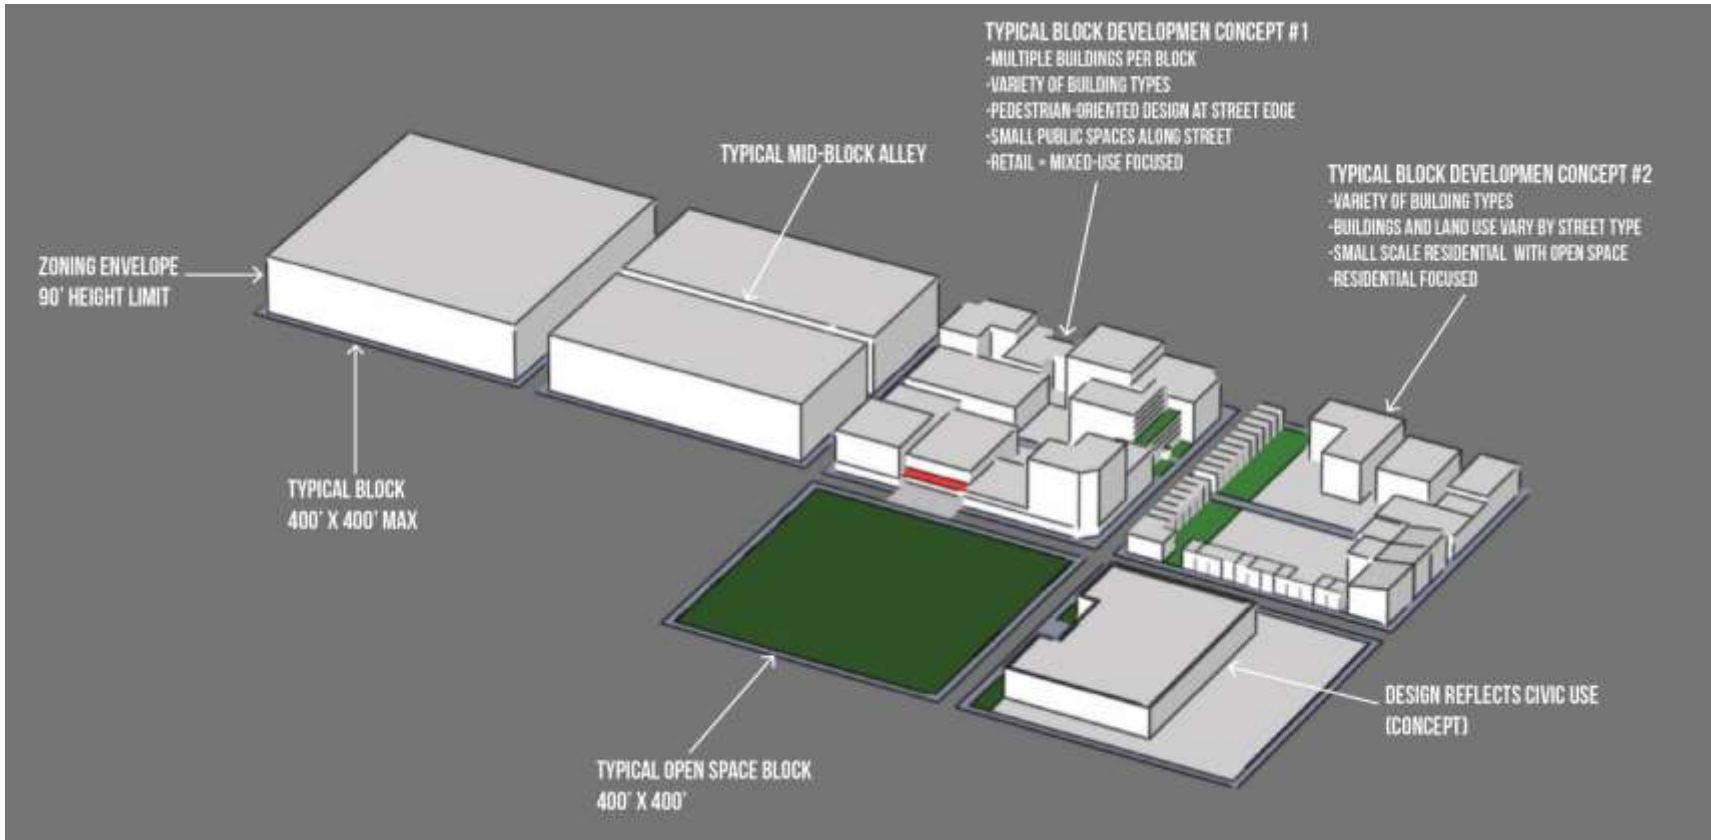 TYPICAL BLOCK DEVELOPMEN CONCEPT #1
-MULTIPLE BUILDINGS PER BLOCK
-VARIETY OF BUILDING TYPES
-PEDESTRIAN-ORIENTED DESIGN AT STREET EDGE
-SMALL PUBLIC SPACES ALONG STREET
-RETAIL + MIXED-USE FOCUSED
TYPICAL MID-BLOCK ALLEY
TYPICAL BLOCK DEVELOPMEN CONCEPT #2
-VARIETY OF BUILDING TYPES
-BUILDINGS AND LAND USE VARY BY STREET TYPE
-SMALL SCALE RESIDENTIAL WITH OPEN SPACE
-RESIDENTIAL FOCUSED
ZONING ENVELOPE
90' HEIGHT LIMIT
TYPICAL BLOCK
400' X 400' MAX
DESIGN REFLECTS CIVIC USE
(CONCEPT)
TYPICAL OPEN SPACE BLOCK
400' X 400'